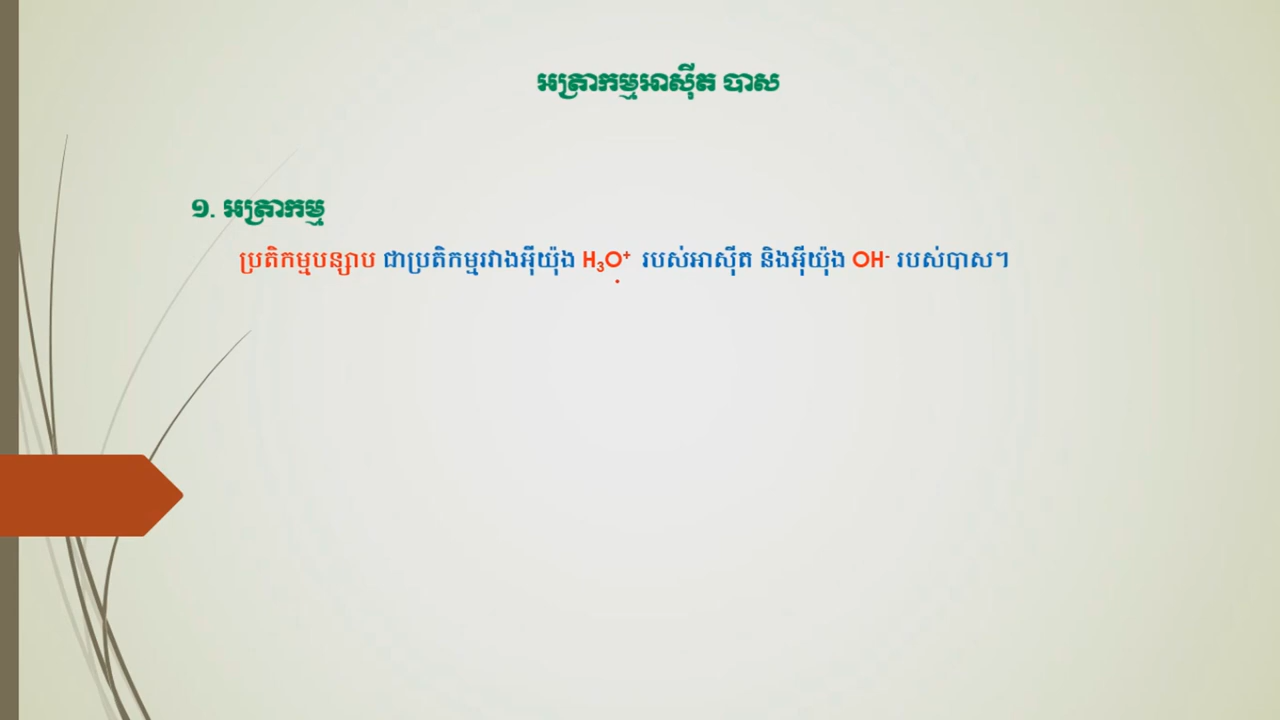 អត្រាកម្មអាស៊ីត បាស
១. អត្រាកម្ម
ប្រតិកម្មបន្សាប ជាប្រតិកម្មរវាងអ៊ីយ៉ុង H₃O⁺ របស់អាស៊ីត និងអ៊ីយ៉ុង OH⁻ របស់បាស។